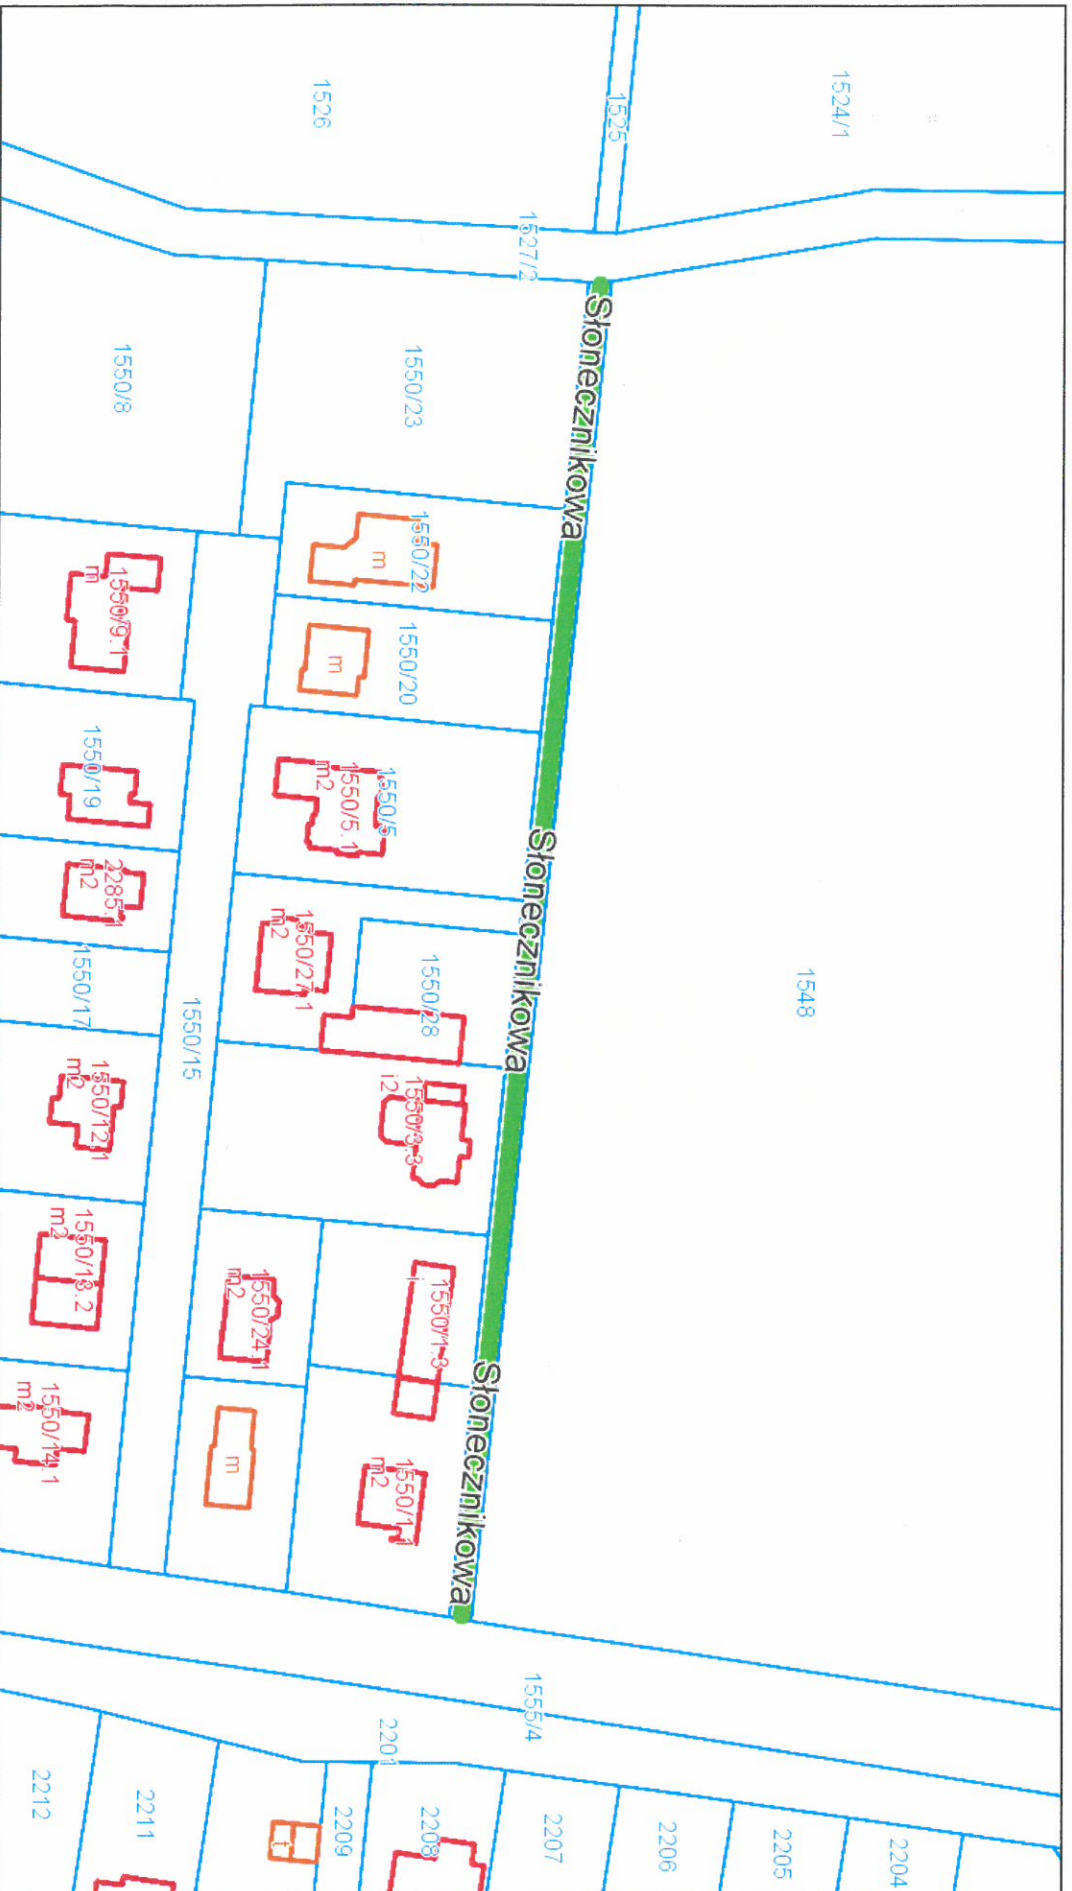 1524/1
1525
1526
1527/2
Słonecznikowa
1550/23
1550/8
1548
1550/22
m
1550/20
m
1550/9.1
m
1550/5
1550/5.1
m2
1550/19
Słonecznikowa
2285.1
m2
1550/27.1
m2
1550/28
1550/17
1550/15
1550/3.3
i2
1550/12.1
m2
1550/13.2
m2
1550/24.1
m2
1550/1.3
i
Słonecznikowa
1550/14.1
m2
m
1550/1.1
m2
1555/4
2201
2204
2205
2206
2207
2208
2209
t
2211
2212